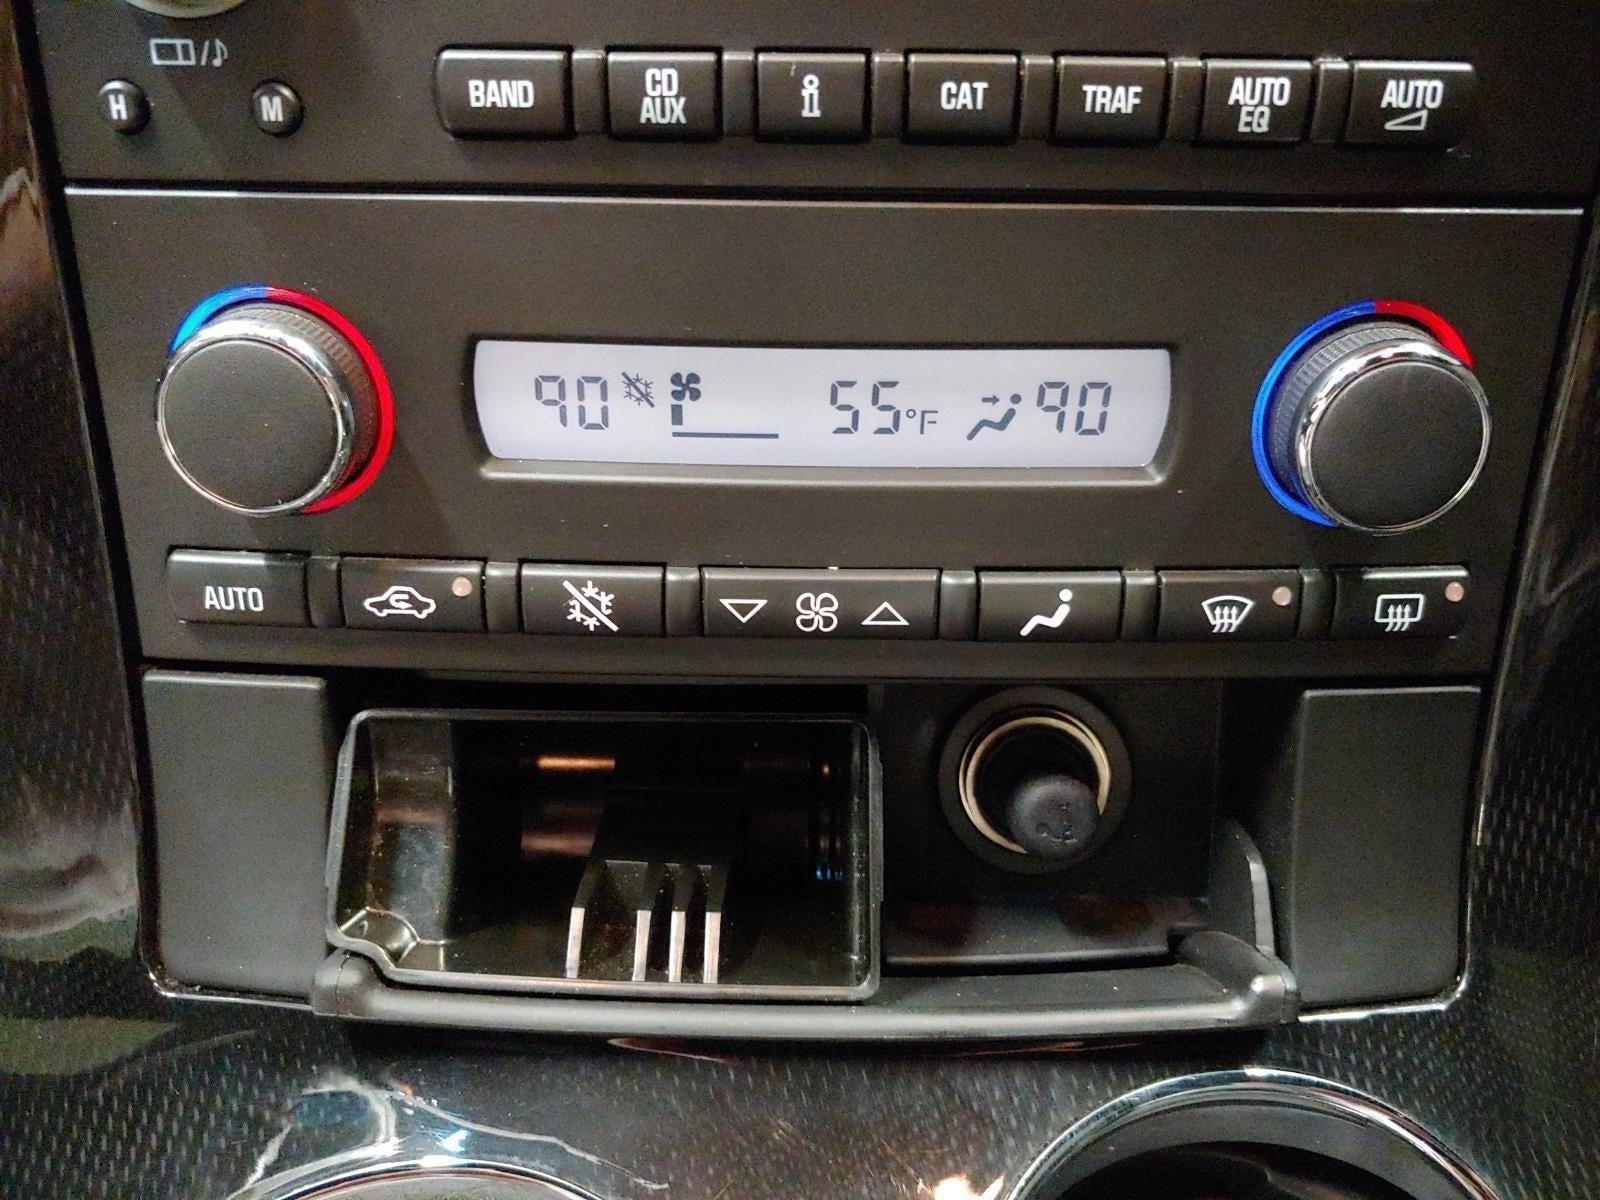 H
M
BAND
CD
AUX
i
CAT
TRAF
AUTO
EQ
AUTO
90
55°F
90
AUTO